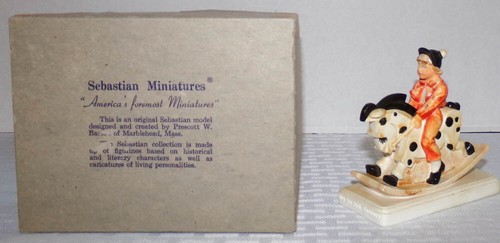 Sebastian Miniatures®
"America's foremost Miniatures"
This is an original Sebastian model
designed and created by Prescott W.
of Marblehead, Mass.
Sebastian collection is made
of figurines based on historical
and literary characters as well as
caricatures of living personalities.